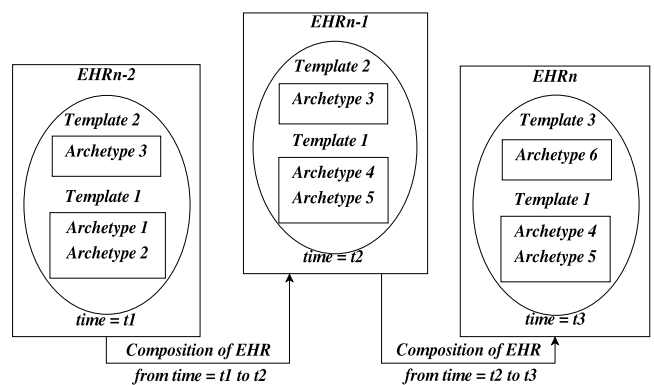 EHRn-2
Template 2
Archetype 3
Template 1
Archetype 1
Archetype 2
time = t1
EHRn-1
Template 2
Archetype 3
Template 1
Archetype 4
Archetype 5
time = t2
EHRn
Template 3
Archetype 6
Template 1
Archetype 4
Archetype 5
time = t3
Composition of EHR
from time = t1 to t2
Composition of EHR
from time = t2 to t3